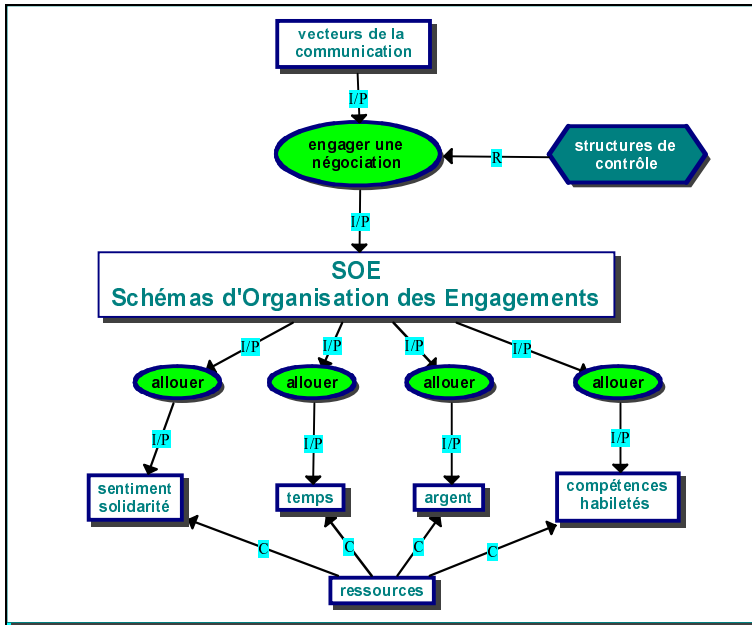 vecteurs de la
communication
I/P
engager une
négociation
R
structures de
contrôle
I/P
SOE
Schémas d'Organisation des Engagements
I/P
I/P
I/P
I/P
allouer
allouer
allouer
allouer
I/P
I/P
I/P
I/P
sentiment
solidarité
temps
argent
compétences
habiletés
C
C
C
C
ressources